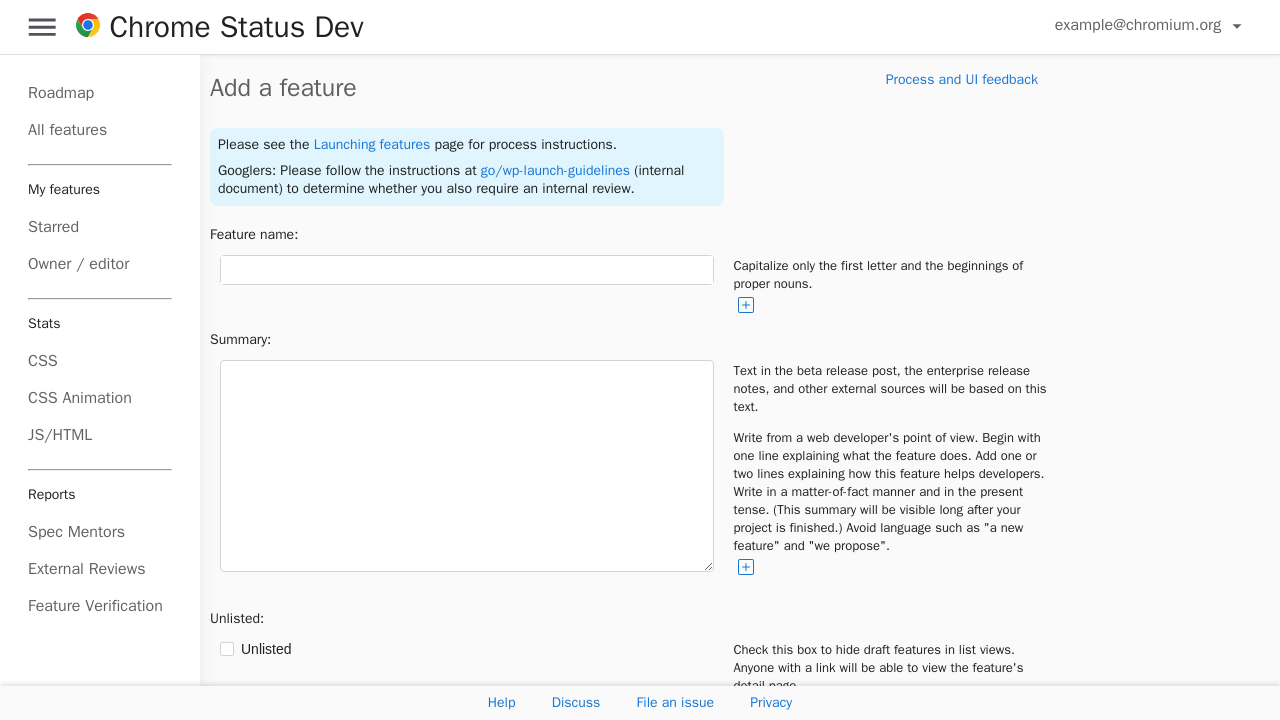 Chrome Status Dev
example@chromium.org
Roadmap
All features
My features
Starred
Owner / editor
Stats
CSS
CSS Animation
JS/HTML
Reports
Spec Mentors
External Reviews
Feature Verification
Add a feature
Process and UI feedback
Please see the Launching features page for process instructions.
Googlers: Please follow the instructions at go/wp-launch-guidelines (internal
document) to determine whether you also require an internal review.
Feature name:
Capitalize only the first letter and the beginnings of
proper nouns.
Summary:
Text in the beta release post, the enterprise release
notes, and other external sources will be based on this
text.
Write from a web developer's point of view. Begin with
one line explaining what the feature does. Add one or
two lines explaining how this feature helps developers.
Write in a matter-of-fact manner and in the present
tense. (This summary will be visible long after your
project is finished.) Avoid language such as "a new
feature" and "we propose".
Unlisted:
Unlisted
Check this box to hide draft features in list views.
Anyone with a link will be able to view the feature's
detail page.
Help
Discuss
File an issue
Privacy